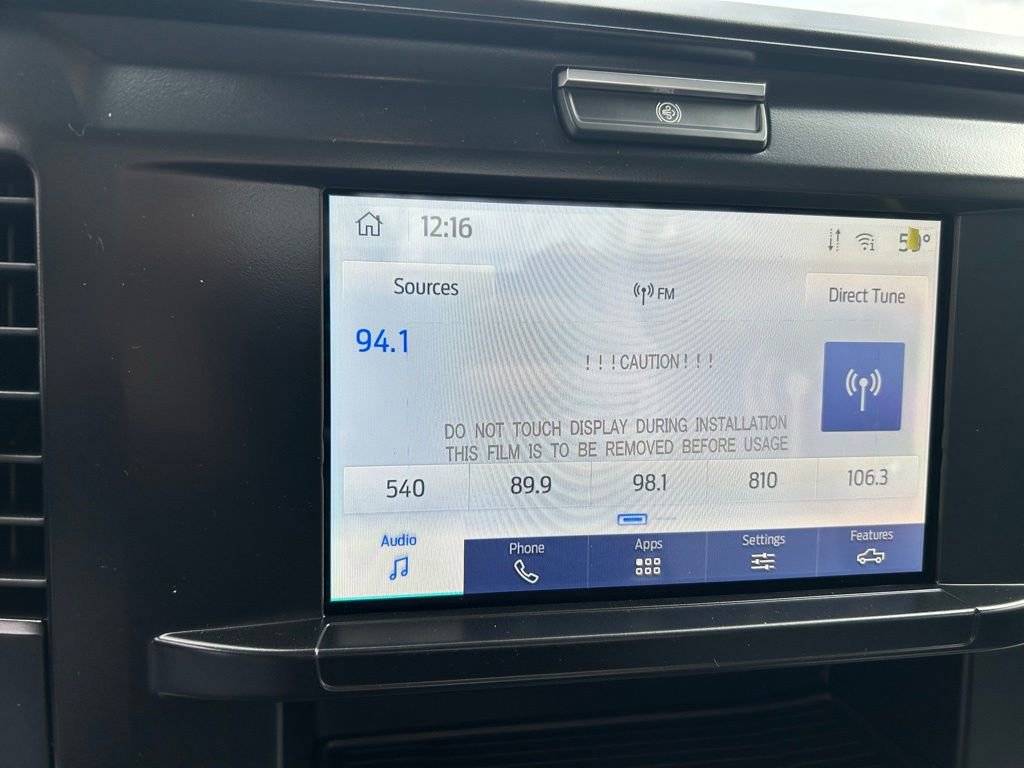 12:16
Sources
FM
Direct Tune
94.1
!!!CAUTION!!!
DO NOT TOUCH DISPLAY DURING INSTALLATION
THIS FILM IS TO BE REMOVED BEFORE USAGE
540 89.9 98.1 810 106.3
Audio Phone Apps Settings Features